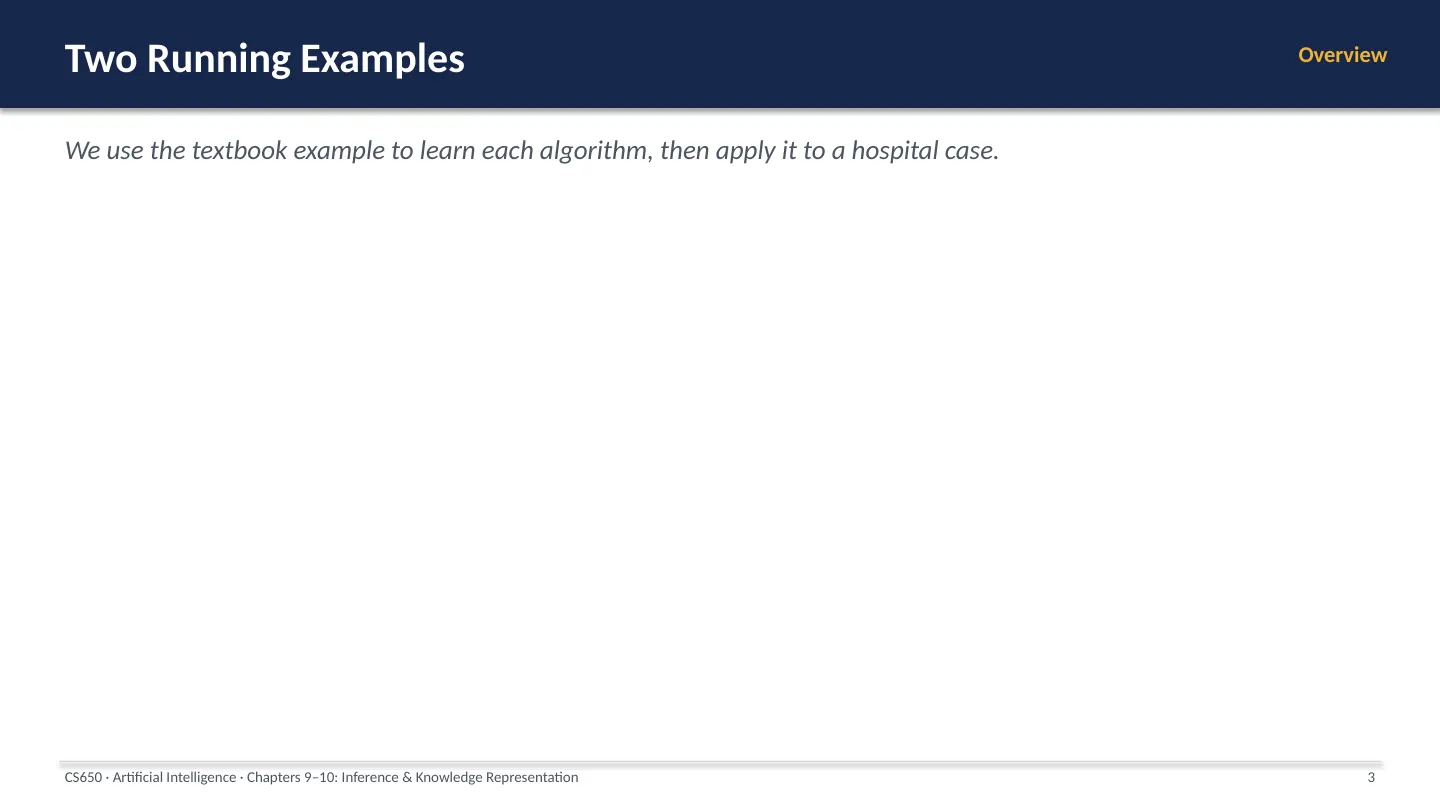 Two Running Examples
Overview
We use the textbook example to learn each algorithm, then apply it to a hospital case.
CS650 · Artificial Intelligence · Chapters 9–10: Inference & Knowledge Representation
3